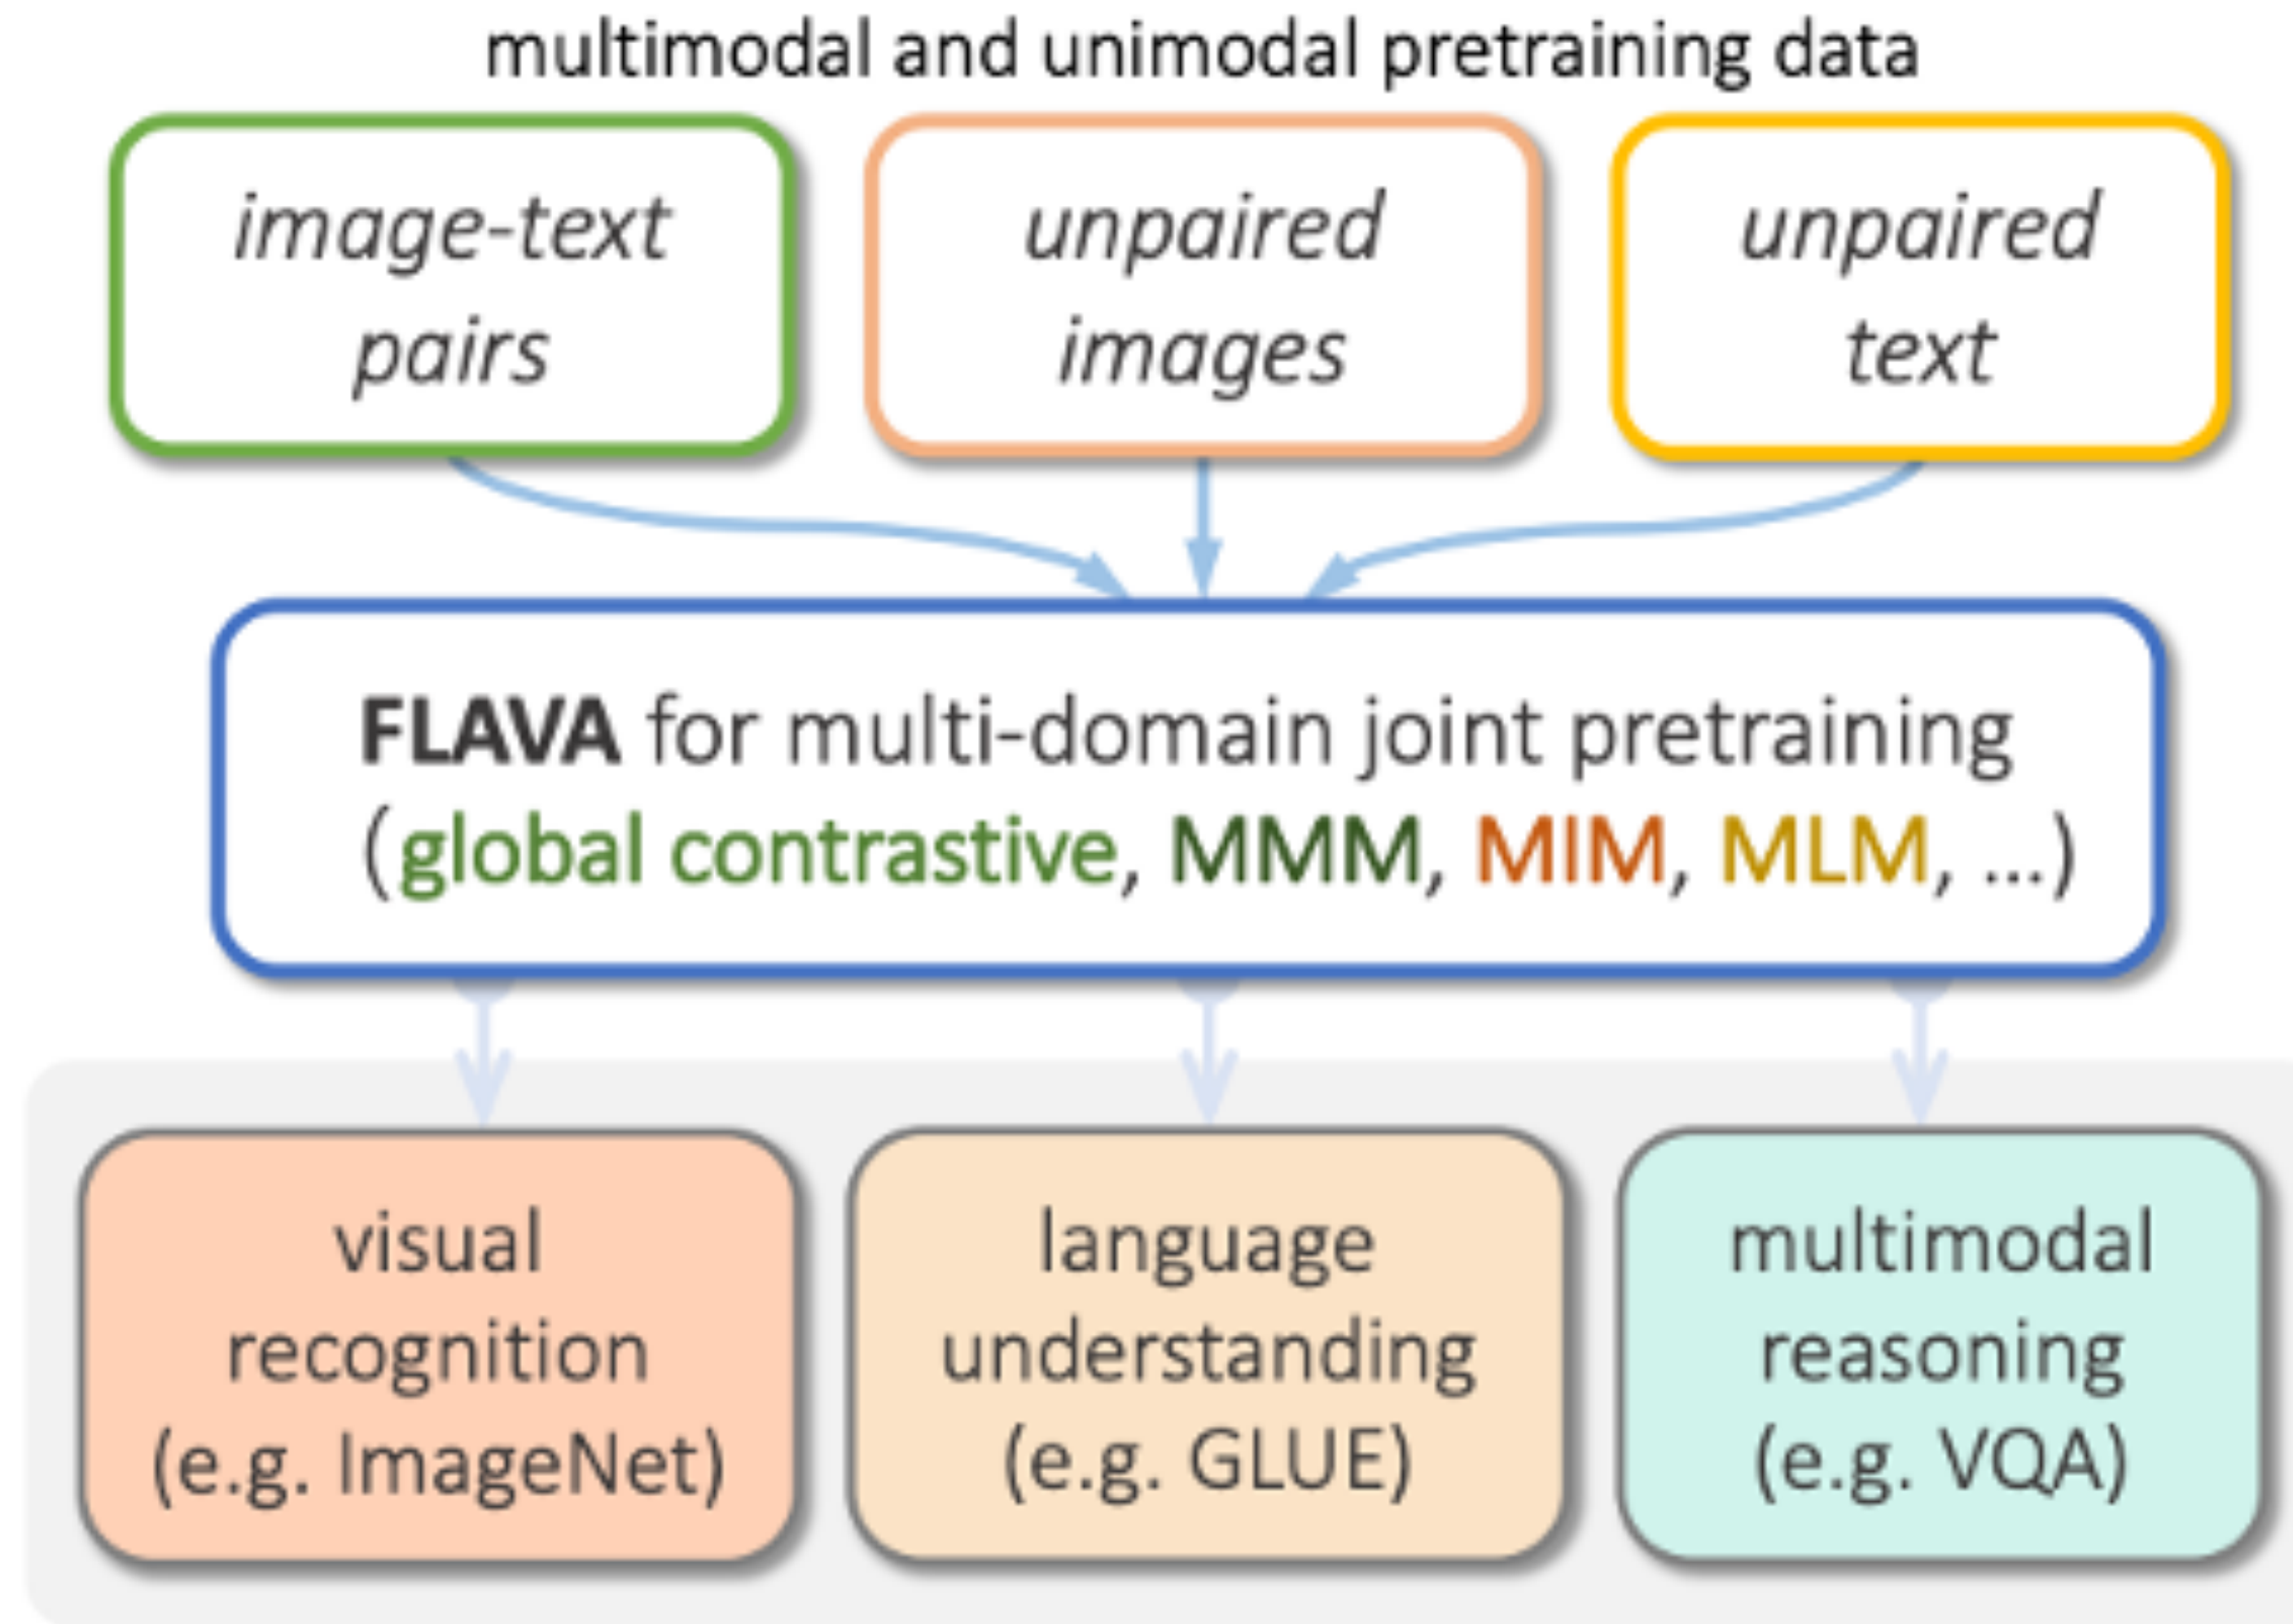 multimodal and unimodal pretraining data
image-text
pairs
unpaired
images
unpaired
text
FLAVA for multi-domain joint pretraining
(global contrastive, MMM, MIM, MLM, ...)
visual
recognition
(e.g. ImageNet)
language
understanding
(e.g. GLUE)
multimodal
reasoning
(e.g. VQA)